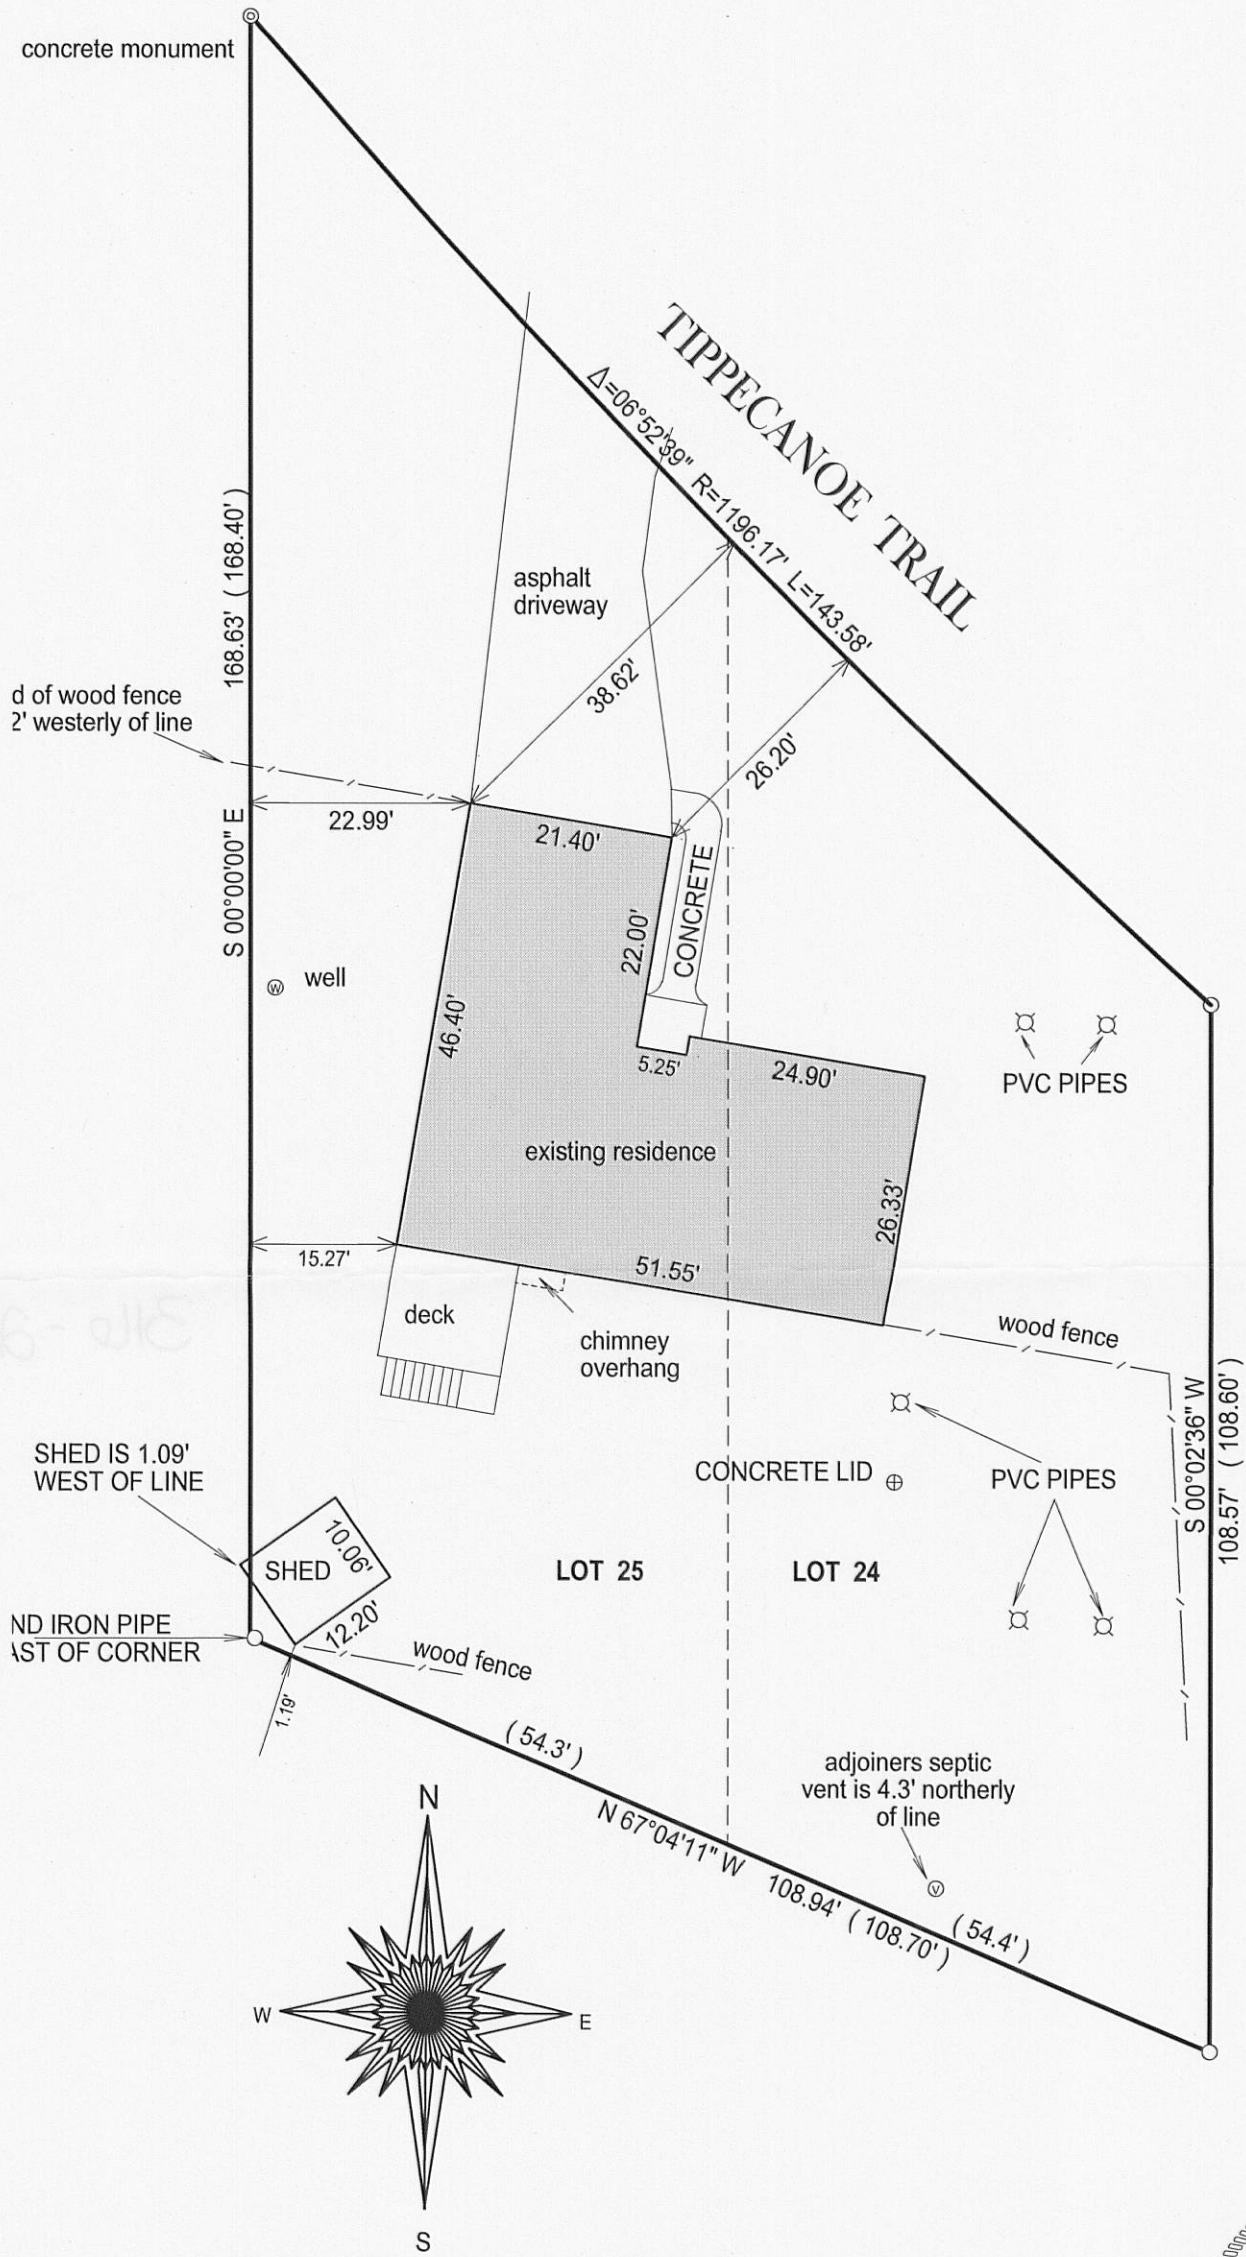 concrete monument
TIPPECANOE TRAIL
Δ=06°52'39" R=1196.17' L=143.58'
168.63' ( 168.40' )
S 00°00'00" E
asphalt
driveway
38.62'
26.20'
d of wood fence
2' westerly of line
22.99'
21.40'
CONCRETE
22.00'
well
W
46.40'
5.25'
24.90'
PVC PIPES
existing residence
26.33'
15.27'
51.55'
deck
chimney
overhang
wood fence
S 00°02'36" W
108.57' ( 108.60' )
SHED IS 1.09'
WEST OF LINE
CONCRETE LID
PVC PIPES
10.06'
SHED
12.20'
LOT 25
LOT 24
ND IRON PIPE
AST OF CORNER
wood fence
1.19'
( 54.3' )
adjoiners septic
vent is 4.3' northerly
of line
V
N 67°04'11" W 108.94' ( 108.70' )
( 54.4' )
N
W
E
S